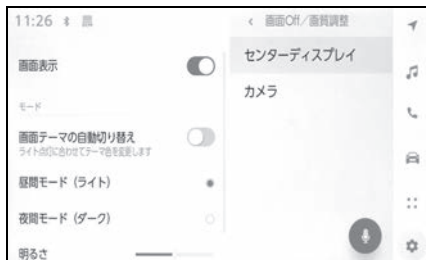 11:26
< 画面Off/画質調整
画面表示
モード
画面テーマの自動切り替え
ライト点灯に合わせてテーマ色を変更します
昼間モード（ライト）
夜間モード（ダーク）
明るさ
センターディスプレイ
カメラ